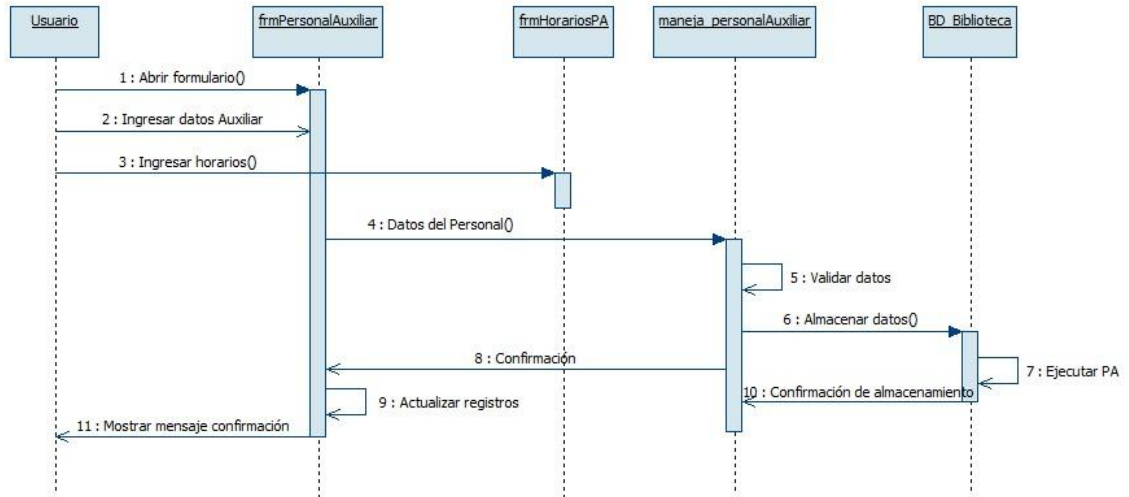 Usuario
frmPersonalAuxiliar
frmHorariosPA
maneja_personalAuxiliar
BD_Biblioteca
1 : Abrir formulario()
2 : Ingresar datos Auxiliar
3 : Ingresar horarios()
4 : Datos del Personal()
5 : Validar datos
6 : Almacenar datos()
8 : Confirmación
7 : Ejecutar PA
10 : Confirmación de almacenamiento
9 : Actualizar registros
11 : Mostrar mensaje confirmación